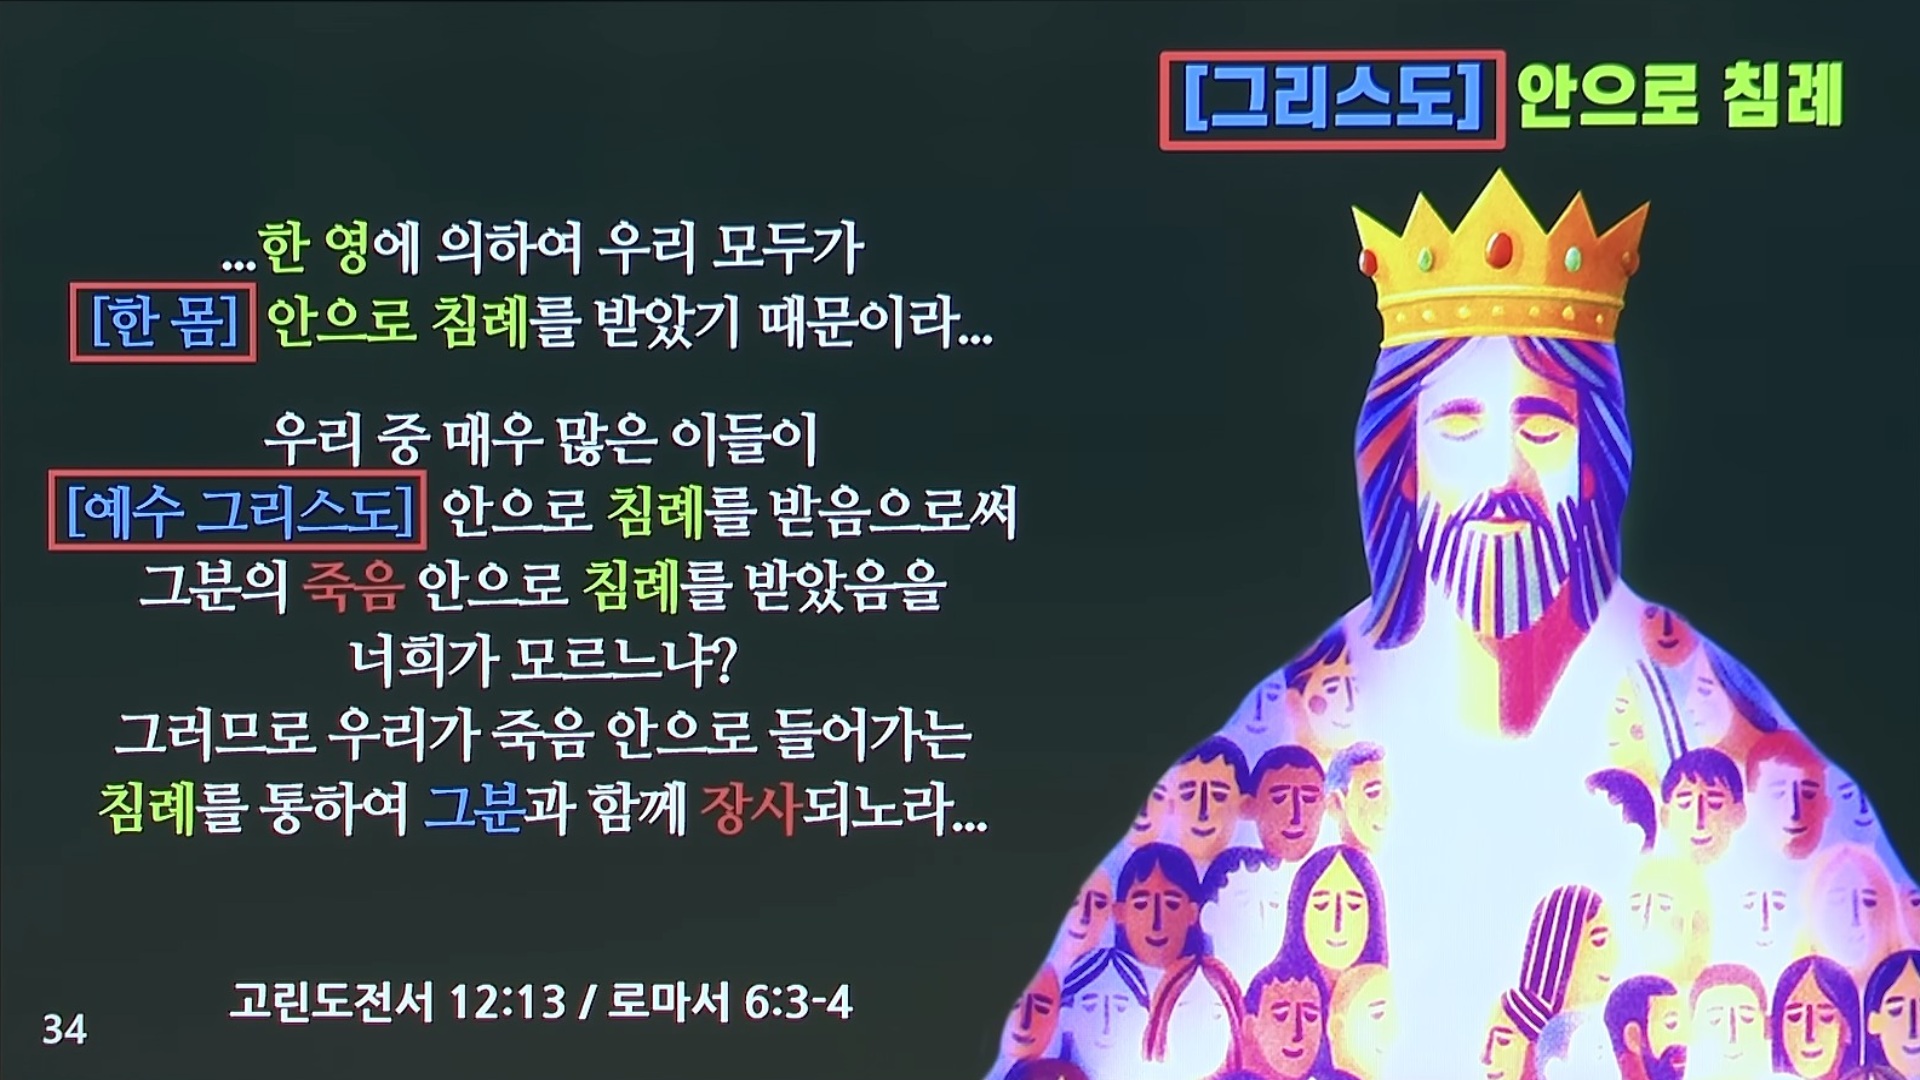 [그리스도] 안으로 침례
...한 영에 의하여 우리 모두가
[한 몸] 안으로 침례를 받았기 때문이라...
우리 중 매우 많은 이들이
[예수 그리스도] 안으로 침례를 받음으로써
그분의 죽음 안으로 침례를 받았음을
너희가 모르느냐?
그러므로 우리가 죽음 안으로 들어가는
침례를 통하여 그분과 함께 장사되노라...
고린도전서 12:13 / 로마서 6:3-4
34